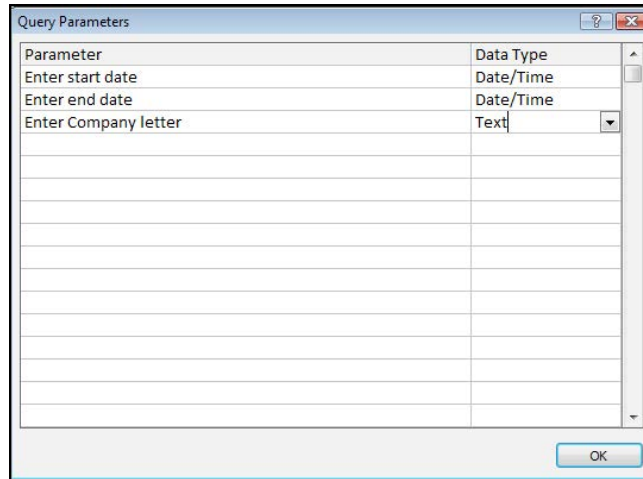 Query Parameters
Parameter Data Type
Enter start date Date/Time
Enter end date Date/Time
Enter Company letter Text
OK